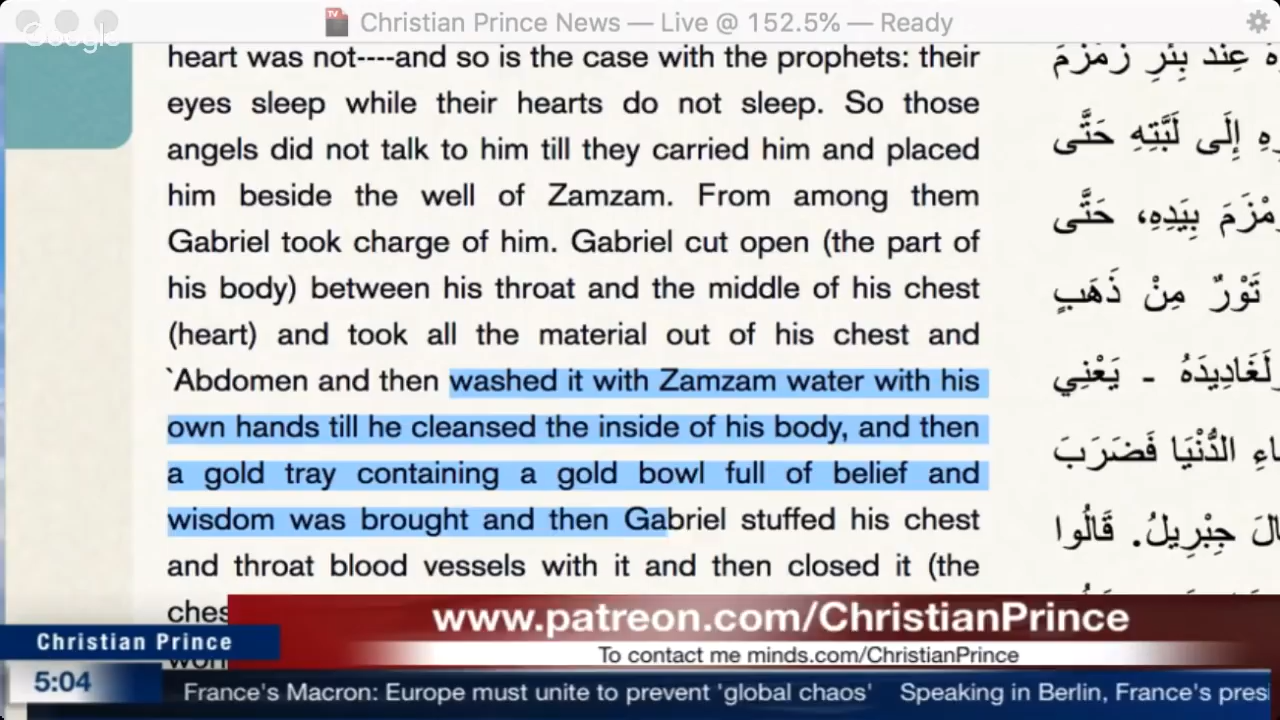 Christian Prince News — Live @ 152.5% — Ready
Google
heart was not----and so is the case with the prophets: their
eyes sleep while their hearts do not sleep. So those
angels did not talk to him till they carried him and placed
him beside the well of Zamzam. From among them
Gabriel took charge of him. Gabriel cut open (the part of
his body) between his throat and the middle of his chest
(heart) and took all the material out of his chest and
`Abdomen and then washed it with Zamzam water with his
own hands till he cleansed the inside of his body, and then
a gold tray containing a gold bowl full of belief and
wisdom was brought and then Gabriel stuffed his chest
and throat blood vessels with it and then closed it (the
ches
عِنْدَ بِئْرِ زَمْزَمَ
إِلَى لَبَّتِهِ حَتَّى
بِيَدِهِ، حَتَّى
تَوْرٌ مِنْ ذَهَبٍ
لَغَادِيدَهُ ـ يَعْنِي
الدُّنْيَا فَضَرَبَ
جِبْرِيلُ. قَالُوا
www.patreon.com/ChristianPrince
To contact me minds.com/ChristianPrince
Christian Prince
5:04
France's Macron: Europe must unite to prevent 'global chaos' Speaking in Berlin, France's pres